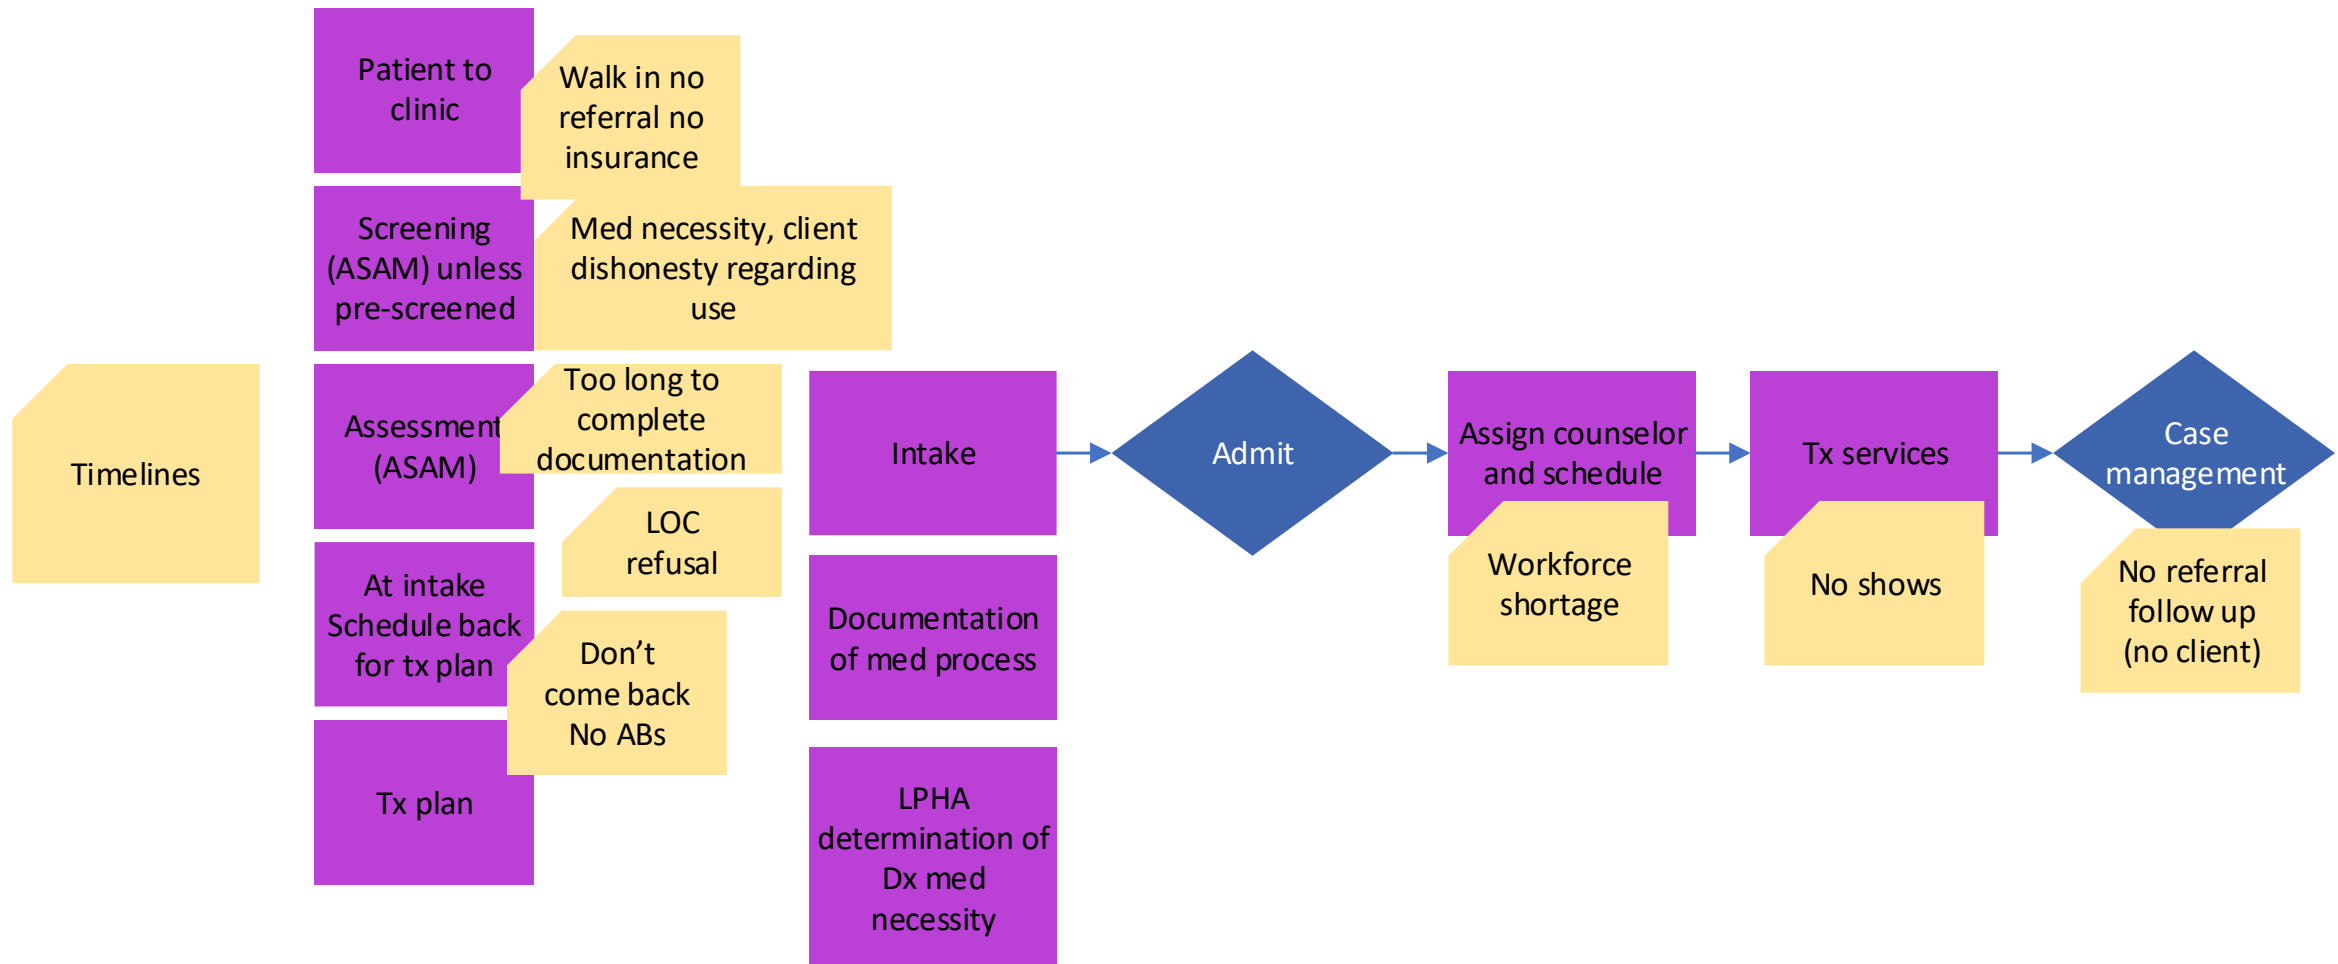 Patient to
clinic
Walk in no
referral no
insurance
Screening
(ASAM) unless
pre-screened
Med necessity, client
dishonesty regarding
use
Timelines
Assessment
(ASAM)
Too long to
complete
documentation
LOC
refusal
At intake
Schedule back
for tx plan
Don’t
come back
No ABs
Tx plan
Intake
Documentation
of med process
LPHA
determination of
Dx med
necessity
Admit
Assign counselor
and schedule
Workforce
shortage
Tx services
No shows
Case
management
No referral
follow up
(no client)